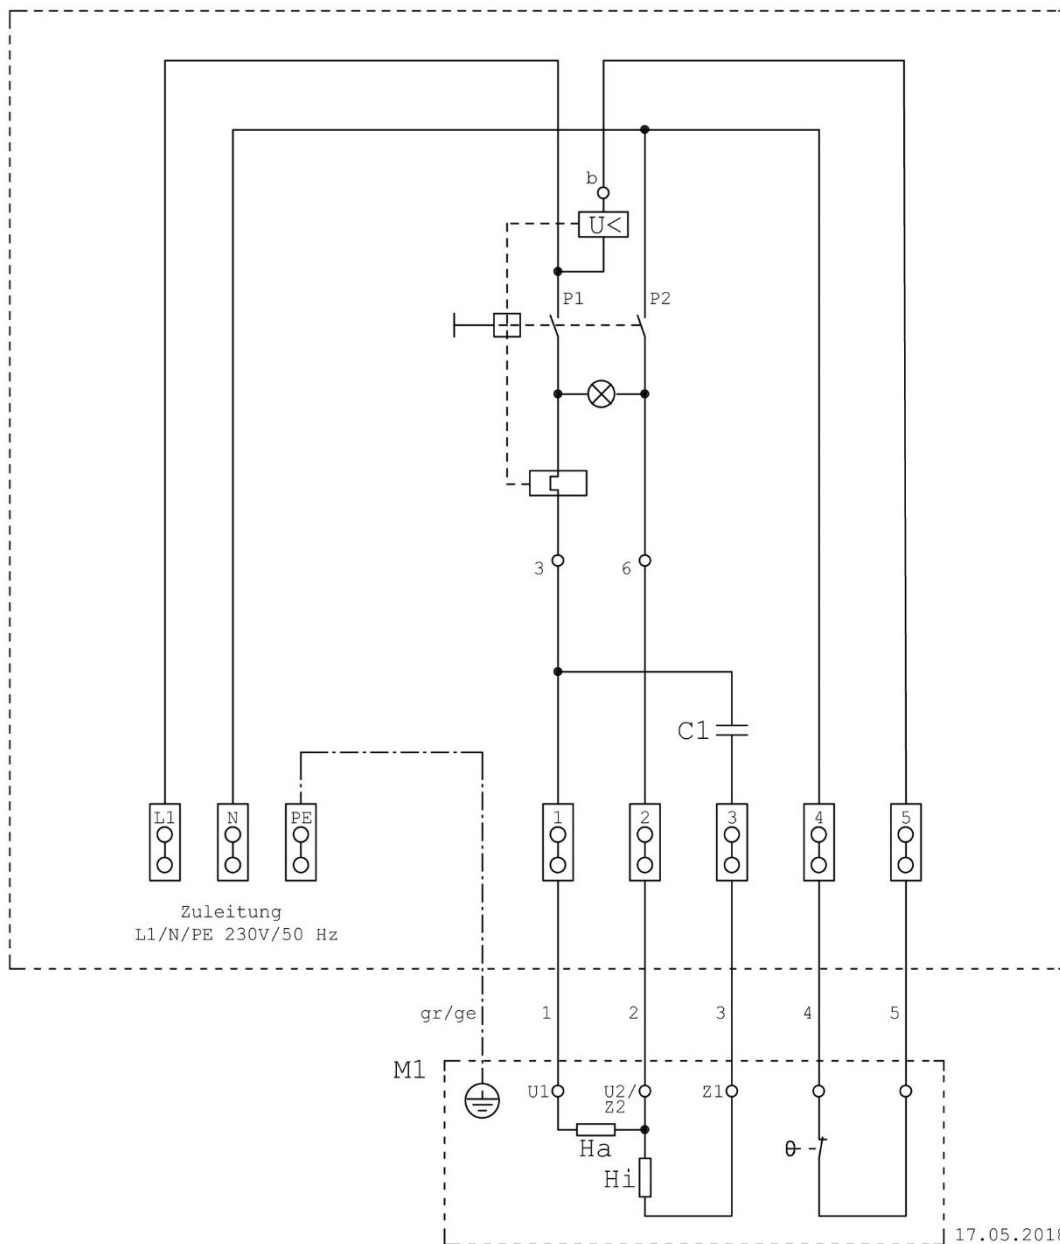 b
U<
P1 P2
3 6
C1
L1 N PE 1 2 3 4 5
Zuleitung
L1/N/PE 230V/50 Hz
gr/ge 1 2 3 4 5
M1
U1 U2/ Z1
Z2
Ha
Hi
θ
17.05.2018